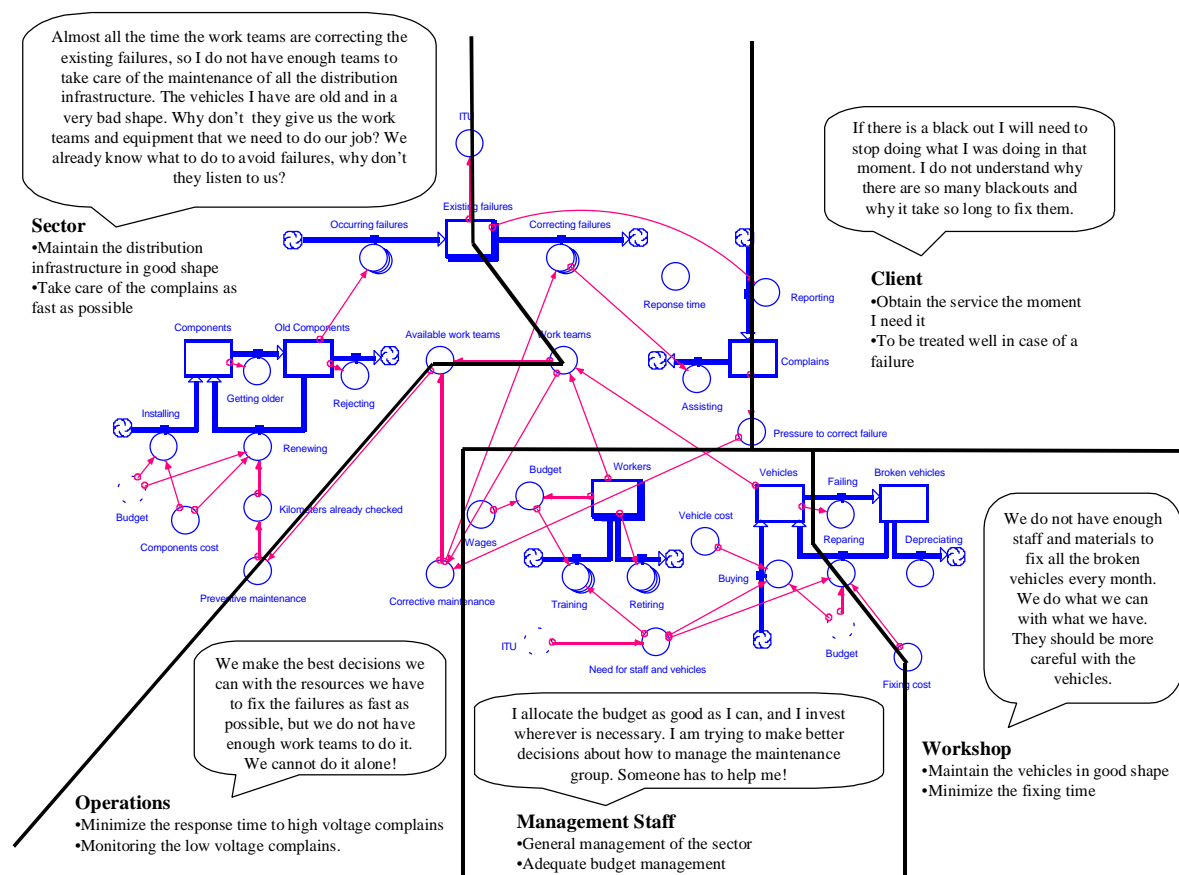 Almost all the time the work teams are correcting the
existing failures, so I do not have enough teams to
take care of the maintenance of all the distribution
infrastructure. The vehicles I have are old and in a
very bad shape. Why don't they give us the work
teams and equipment that we need to do our job? We
already know what to do to avoid failures, why don't
they listen to us?
Sector
•Maintain the distribution
infrastructure in good shape
•Take care of the complains as
fast as possible
If there is a black out I will need to
stop doing what I was doing in that
moment. I do not understand why
there are so many blackouts and
why it take so long to fix them.
Client
•Obtain the service the moment
I need it
•To be treated well in case of a
failure
ITU
Existing failures
Occurring failures
Correcting failures
Reponse time
Reporting
Components
Old Components
Available work teams
Work teams
Complains
Getting older
Rejecting
Assisting
Installing
Renewing
Pressure to correct failure
Budget
Components cost
Kilometers already checked
Preventive maintenance
Corrective maintenance
Budget
Workers
Wages
Training
Retiring
ITU
Need for staff and vehicles
Vehicles
Broken vehicles
Failing
Vehicle cost
Reparing
Depreciating
Buying
Budget
Fixing cost
We do not have enough
staff and materials to
fix all the broken
vehicles every month.
We do what we can
with what we have.
They should be more
careful with the
vehicles.
Workshop
•Maintain the vehicles in good shape
•Minimize the fixing time
We make the best decisions we
can with the resources we have
to fix the failures as fast as
possible, but we do not have
enough work teams to do it.
We cannot do it alone!
Operations
•Minimize the response time to high voltage complains
•Monitoring the low voltage complains.
I allocate the budget as good as I can, and I invest
wherever is necessary. I am trying to make better
decisions about how to manage the maintenance
group. Someone has to help me!
Management Staff
•General management of the sector
•Adequate budget management